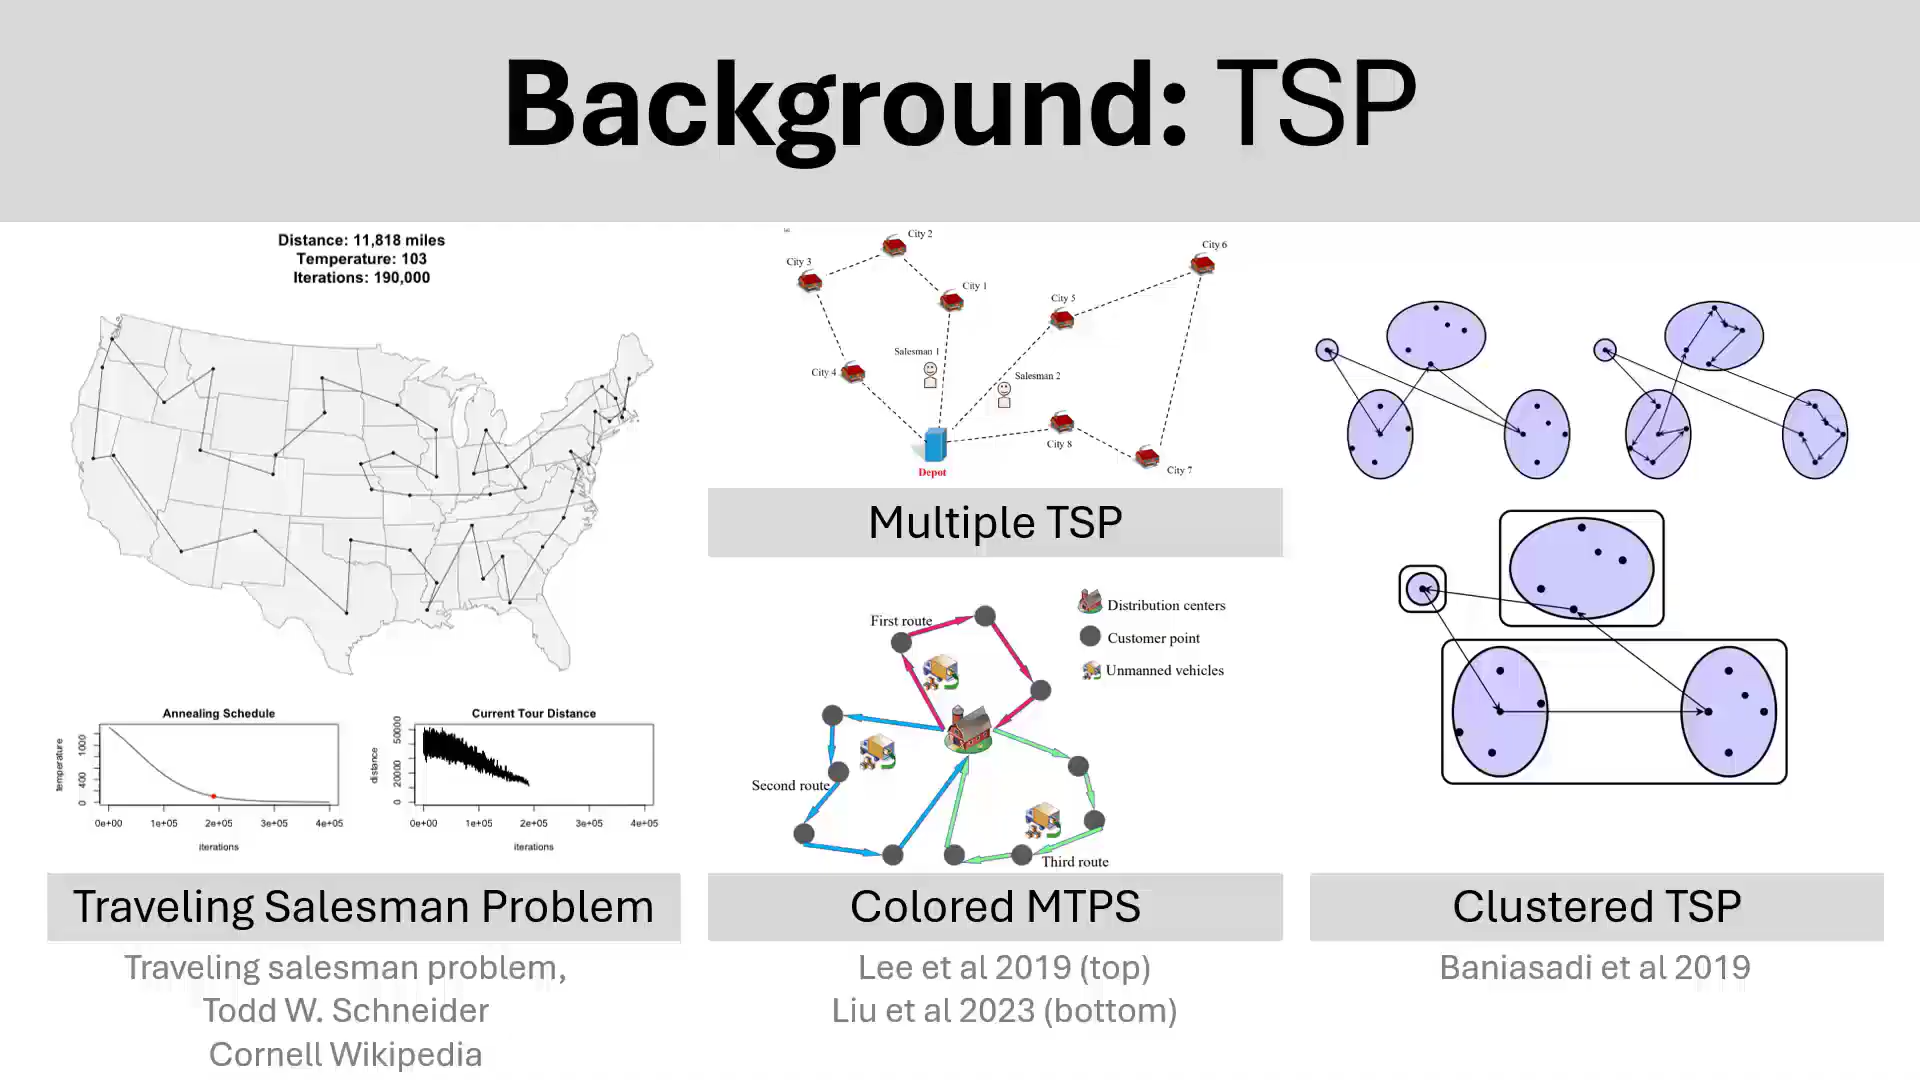 Background: TSP
Distance: 11,818 miles
Temperature: 103
Iterations: 190,000
Annealing Schedule
temperature
0 400 1000
0e+00 1e+05 2e+05 3e+05 4e+05
iterations
Current Tour Distance
distance
0 20000 50000
0e+00 1e+05 2e+05 3e+05 4e+05
iterations
Traveling Salesman Problem
Traveling salesman problem,
Todd W. Schneider
Cornell Wikipedia
City 2
City 6
City 3
City 1
City 5
Salesman 1
City 4
Salesman 2
City 8
Depot
City 7
Multiple TSP
Distribution centers
First route
Customer point
Unmanned vehicles
Second route
Third route
Colored MTPS
Lee et al 2019 (top)
Liu et al 2023 (bottom)
Clustered TSP
Baniasadi et al 2019